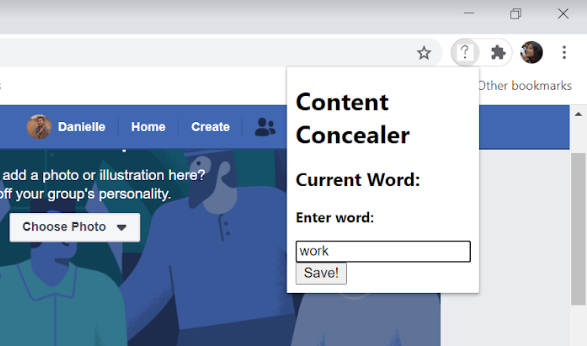 ?
Other bookmarks
Danielle
Home
Create
add a photo or illustration here?
off your group's personality.
Choose Photo
Content
Concealer
Current Word:
Enter word:
work
Save!